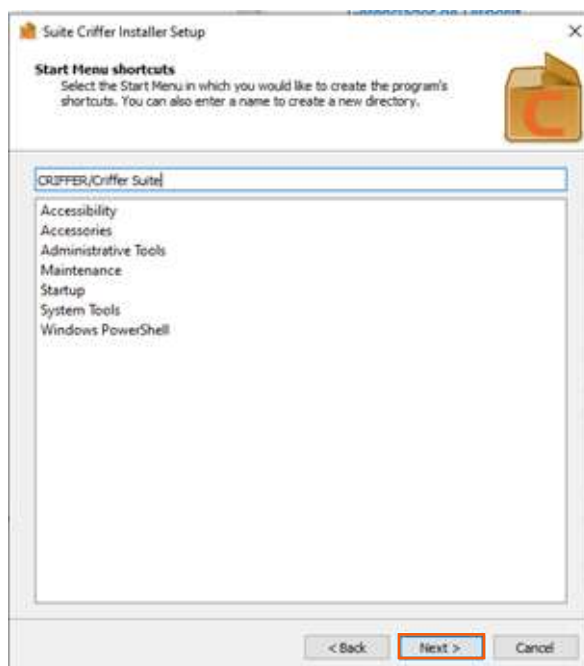 Suite Criffer Installer Setup
Start Menu shortcuts
Select the Start Menu in which you would like to create the program's
shortcuts. You can also enter a name to create a new directory.
C
CRIFFER/Criffer Suite
Accessibility
Accessories
Administrative Tools
Maintenance
Startup
System Tools
Windows PowerShell
< Back
Next >
Cancel